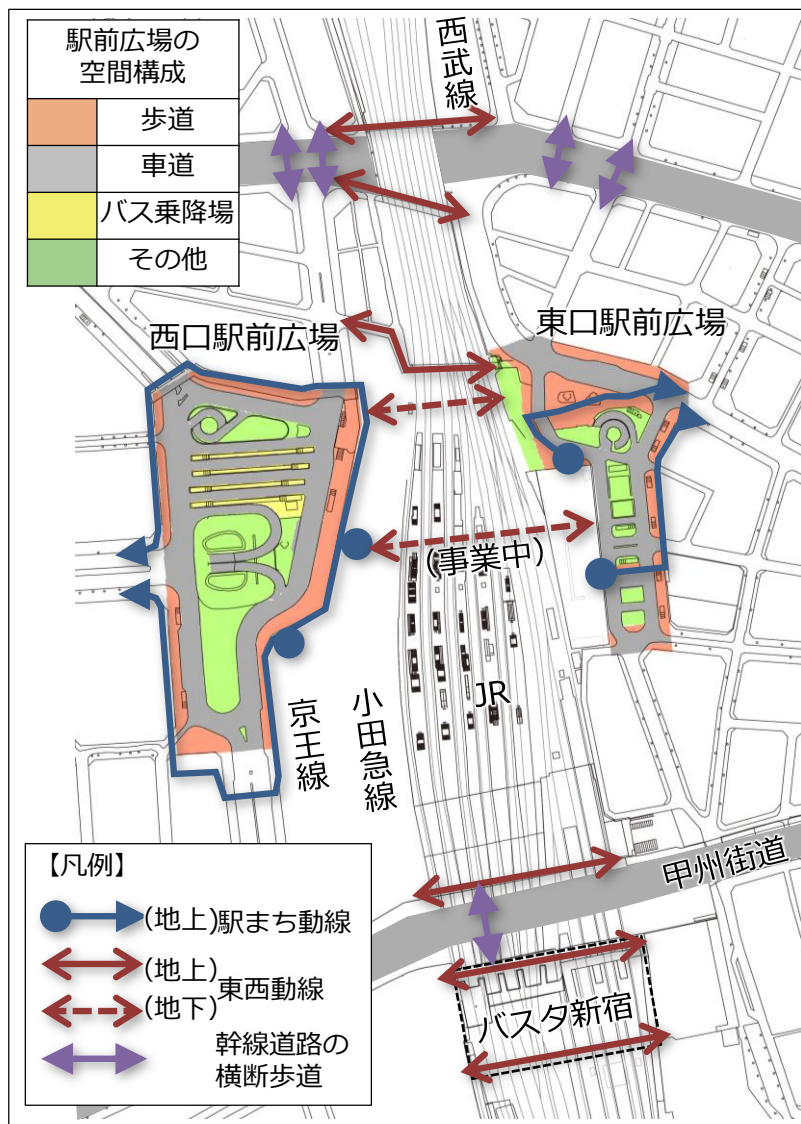 駅前広場の
空間構成
歩道
車道
バス乗降場
その他
西武線
西口駅前広場
東口駅前広場
(事業中)
JR
小田急線
京王線
甲州街道
バスタ新宿
【凡例】
(地上)駅まち動線
(地上)
東西動線
(地下)
幹線道路の
横断歩道